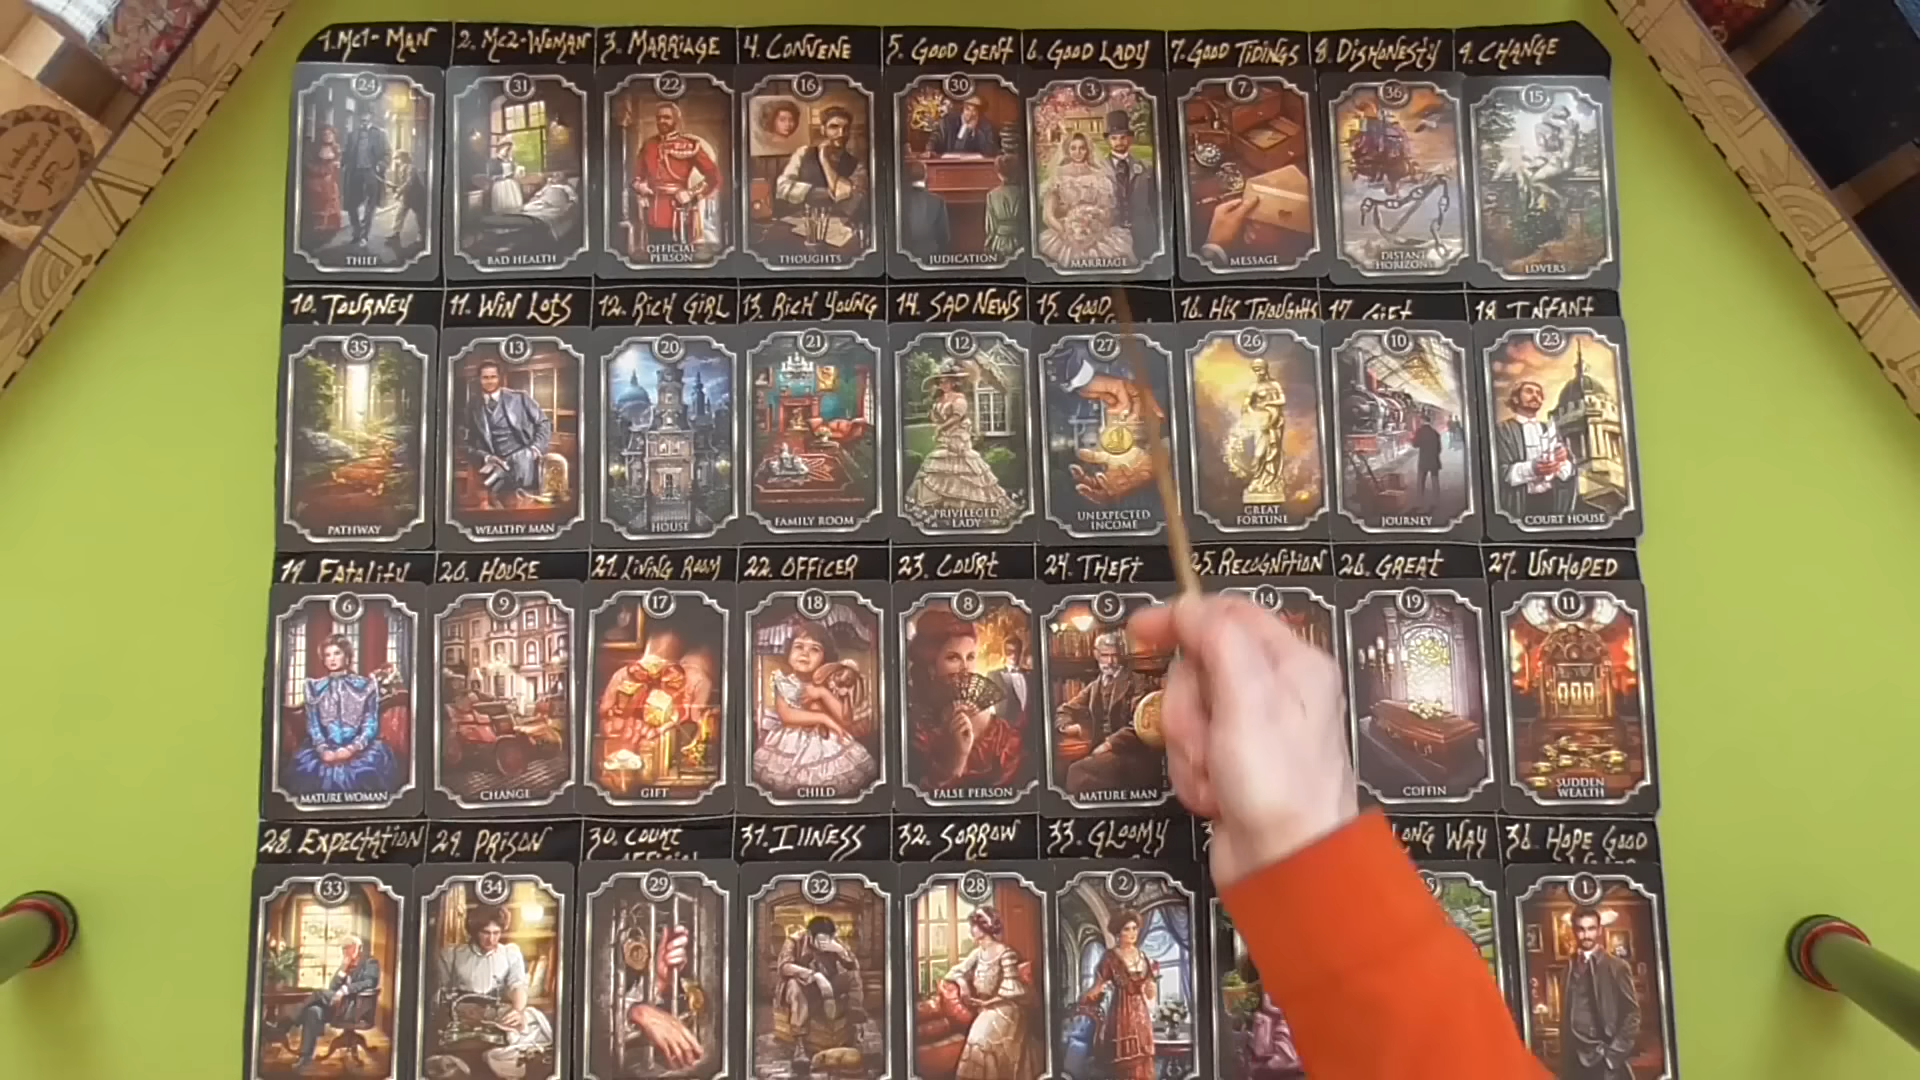 1. MC1-MAN 2. MC2-WOMAN 3. MARRIAGE 4. CONVENE 5. GOOD GENT 6. GOOD LADY 7. GOOD TIDINGS 8. DISHONESTY 9. CHANGE
24 31 22 16 30 3 7 36 15
THIEF BAD HEALTH OFFICIAL PERSON THOUGHTS JUDICATION MARRIAGE MESSAGE DISTANT HORIZONS LOVERS
10. JOURNEY 11. WIN LOTS 12. RICH GIRL 13. RICH YOUNG 14. SAD NEWS 15. GOOD 16. HIS THOUGHTS 17 GIFT 18 INFANT
35 13 20 21 12 27 26 10 23
PATHWAY WEALTHY MAN HOUSE FAMILY ROOM PRIVILEGED LADY UNEXPECTED INCOME GREAT FORTUNE JOURNEY COURT HOUSE
19 FATALITY 20. HOUSE 21. LIVING ROOM 22. OFFICER 23. COURT 24. THEFT 25. RECOGNITION 26. GREAT 27. UNHOPED
6 9 17 18 8 5 14 19 11
MATURE WOMAN CHANGE GIFT CHILD FALSE PERSON MATURE MAN COFFIN SUDDEN WEALTH
28. EXPECTATION 29. PRISON 30. COURT OFFICIAL 31. ILLNESS 32. SORROW 33. GLOOMY WAY 36. HOPE GOOD
33 34 29 32 28 2 1